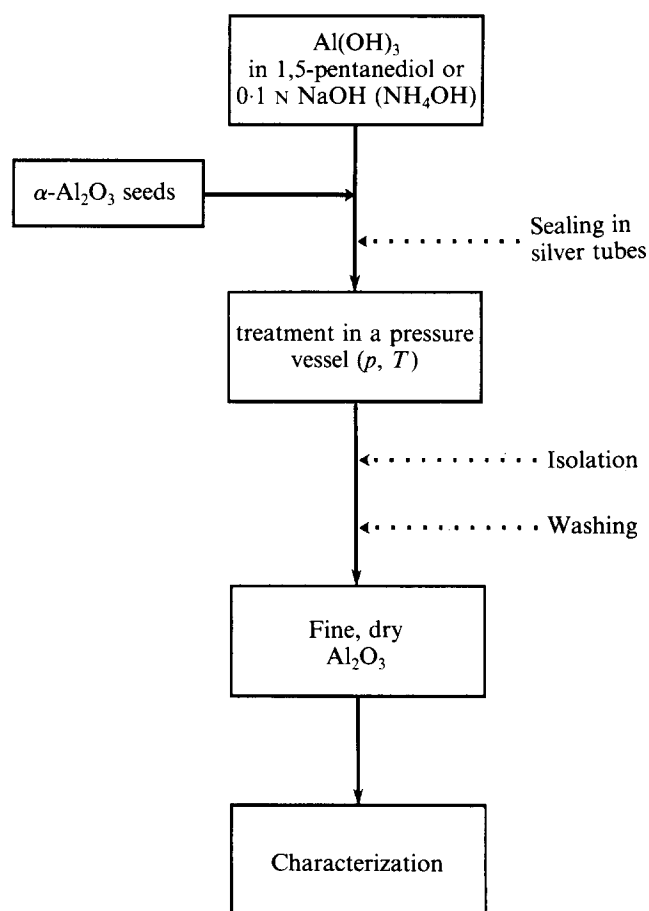 Al(OH)₃
in 1,5-pentanediol or
0·1 N NaOH (NH₄OH)
α-Al₂O₃ seeds
Sealing in
silver tubes
treatment in a pressure
vessel (p, T)
Isolation
Washing
Fine, dry
Al₂O₃
Characterization